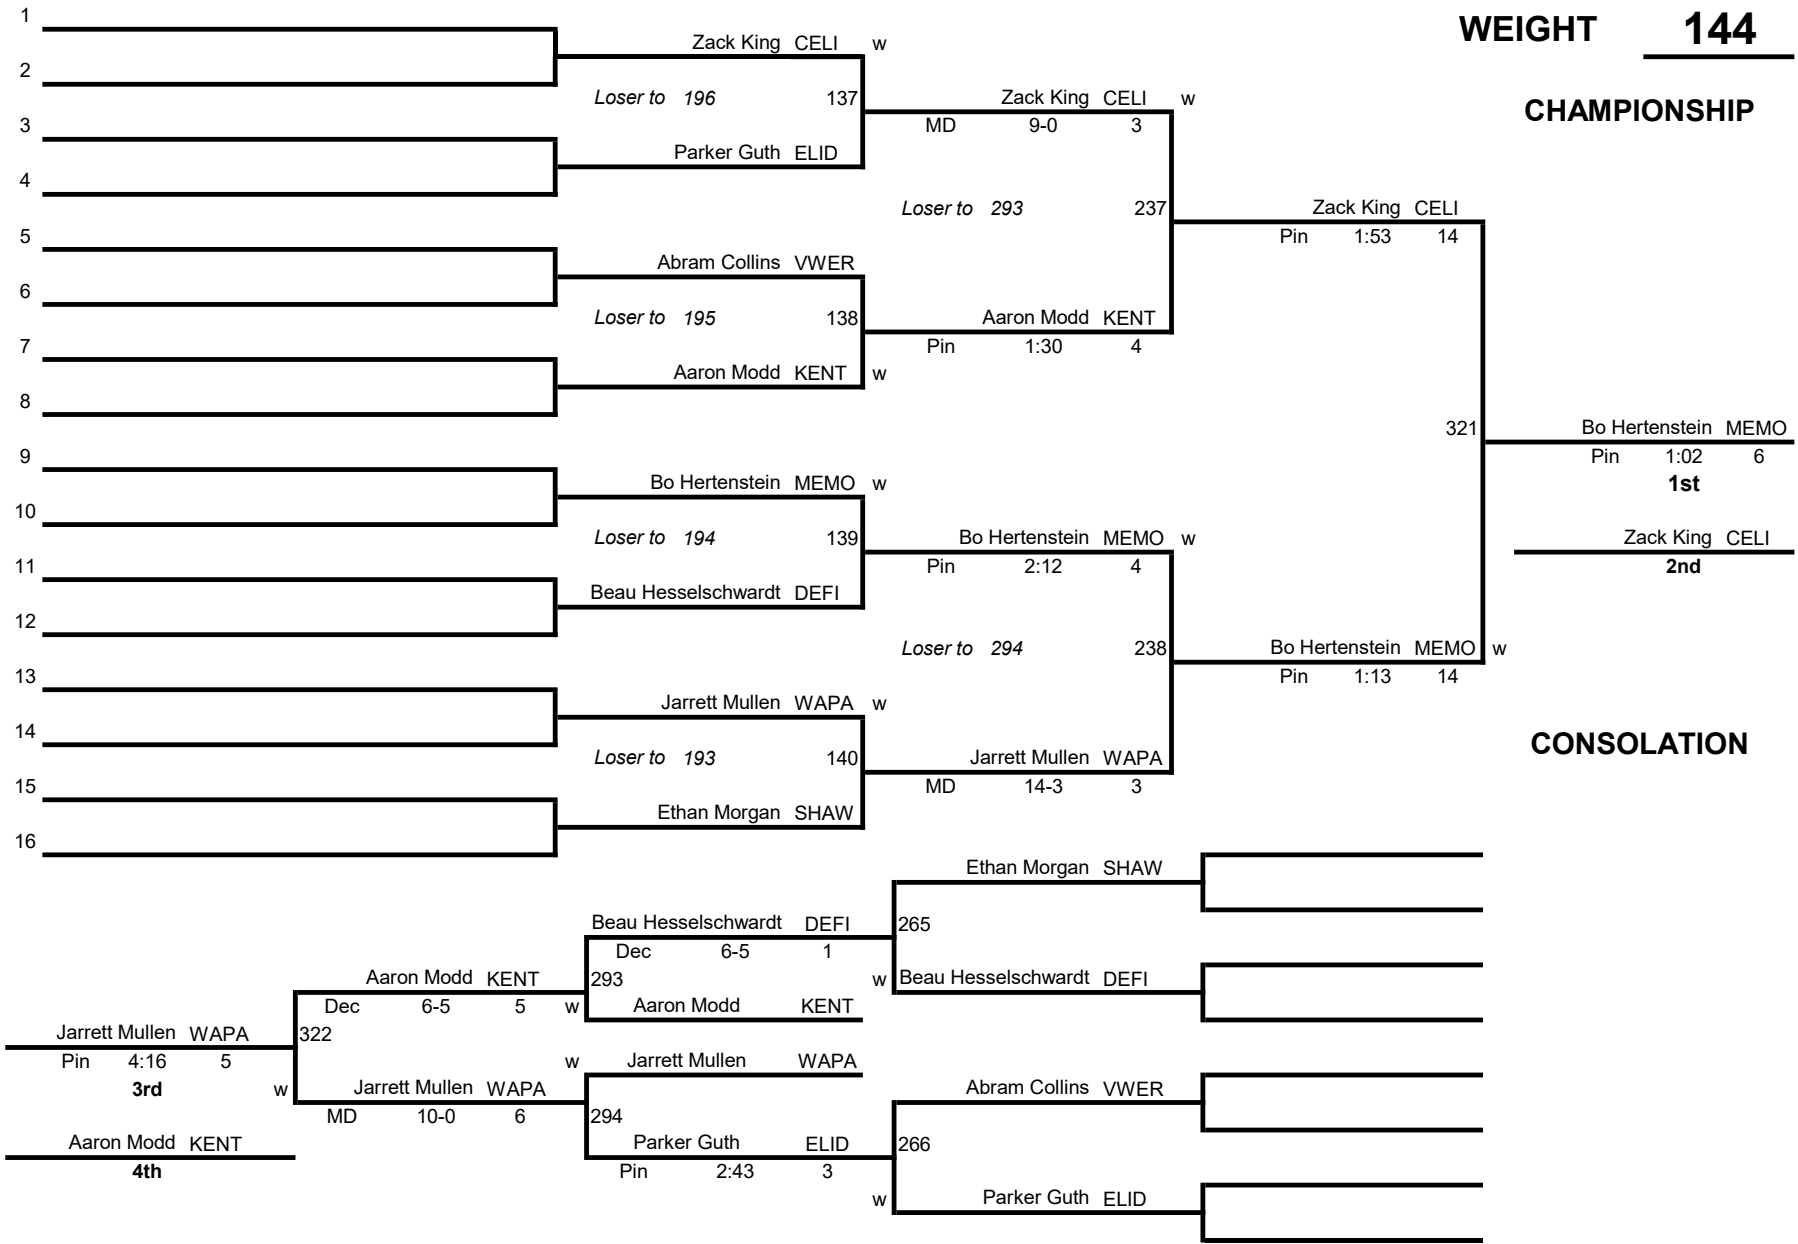 1
WEIGHT 144
Zack King CELI w
2
Loser to 196 137 Zack King CELI w
CHAMPIONSHIP
3
MD 9-0 3
Parker Guth ELID
4
Loser to 293 237 Zack King CELI
5
Pin 1:53 14
Abram Collins VWER
6
Loser to 195 138 Aaron Modd KENT
7
Pin 1:30 4
Aaron Modd KENT w
8
321 Bo Hertenstein MEMO
9
Pin 1:02 6
Bo Hertenstein MEMO w
1st
10
Loser to 194 139 Bo Hertenstein MEMO w
Zack King CELI
11
Pin 2:12 4
2nd
Beau Hesselschwardt DEFI
12
Loser to 294 238 Bo Hertenstein MEMO w
13
Pin 1:13 14
Jarrett Mullen WAPA w
14
CONSOLATION
Loser to 193 140 Jarrett Mullen WAPA
15
MD 14-3 3
Ethan Morgan SHAW
16
Ethan Morgan SHAW
Beau Hesselschwardt DEFI 265
Dec 6-5 1
Aaron Modd KENT 293 w Beau Hesselschwardt DEFI
Dec 6-5 5 w Aaron Modd KENT
Jarrett Mullen WAPA 322
Pin 4:16 5 w Jarrett Mullen WAPA
3rd w Jarrett Mullen WAPA Abram Collins VWER
MD 10-0 6 294
Aaron Modd KENT Parker Guth ELID 266
4th Pin 2:43 3
w Parker Guth ELID